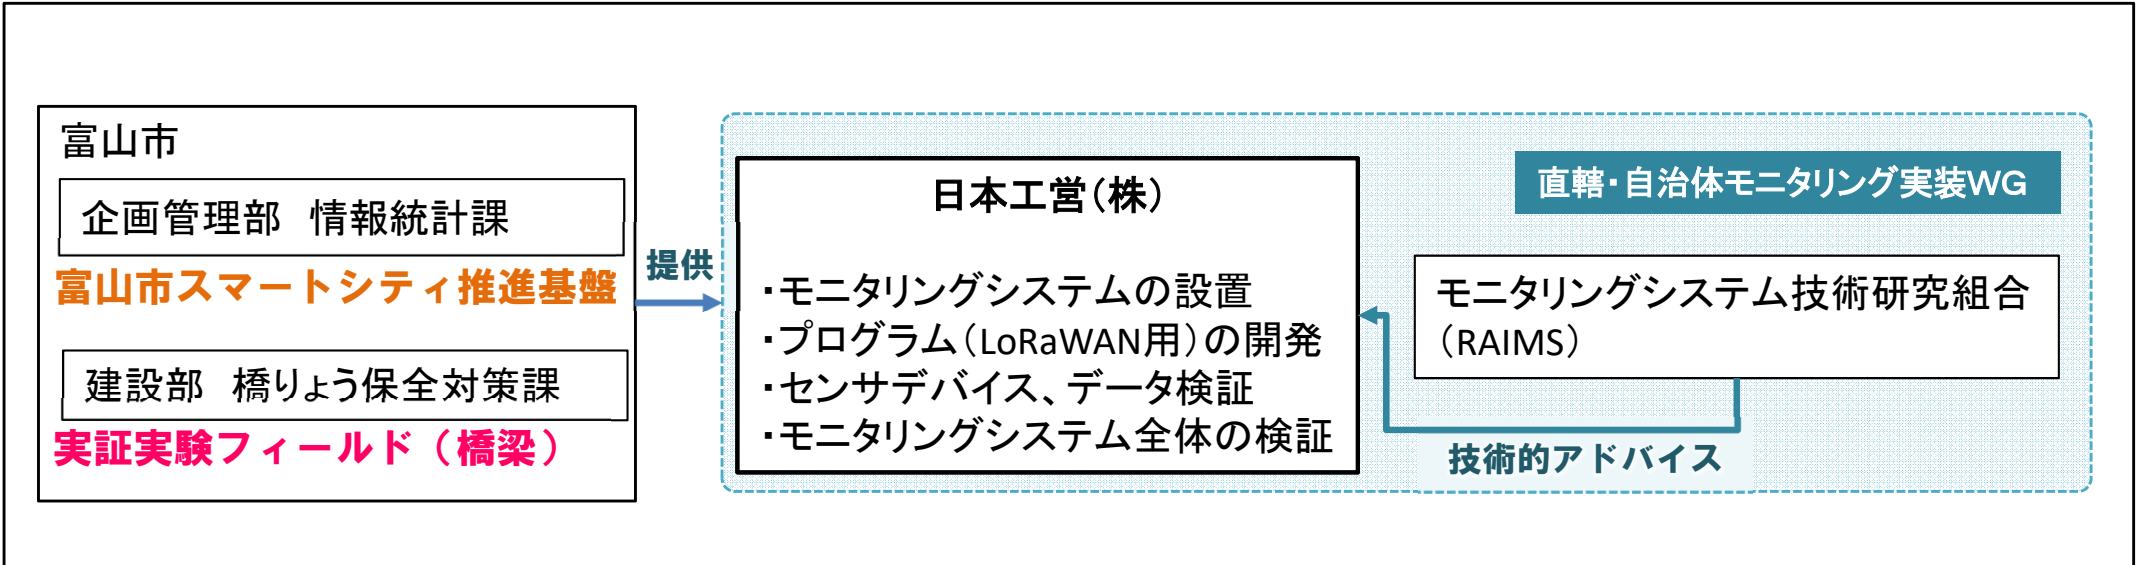 富山市
企画管理部　情報統計課
富山市スマートシティ推進基盤
建設部　橋りょう保全対策課
実証実験フィールド（橋梁）
提供
日本工営（株）
・モニタリングシステムの設置
・プログラム（LoRaWAN用）の開発
・センサデバイス、データ検証
・モニタリングシステム全体の検証
直轄・自治体モニタリング実装WG
モニタリングシステム技術研究組合
（RAIMS）
技術的アドバイス